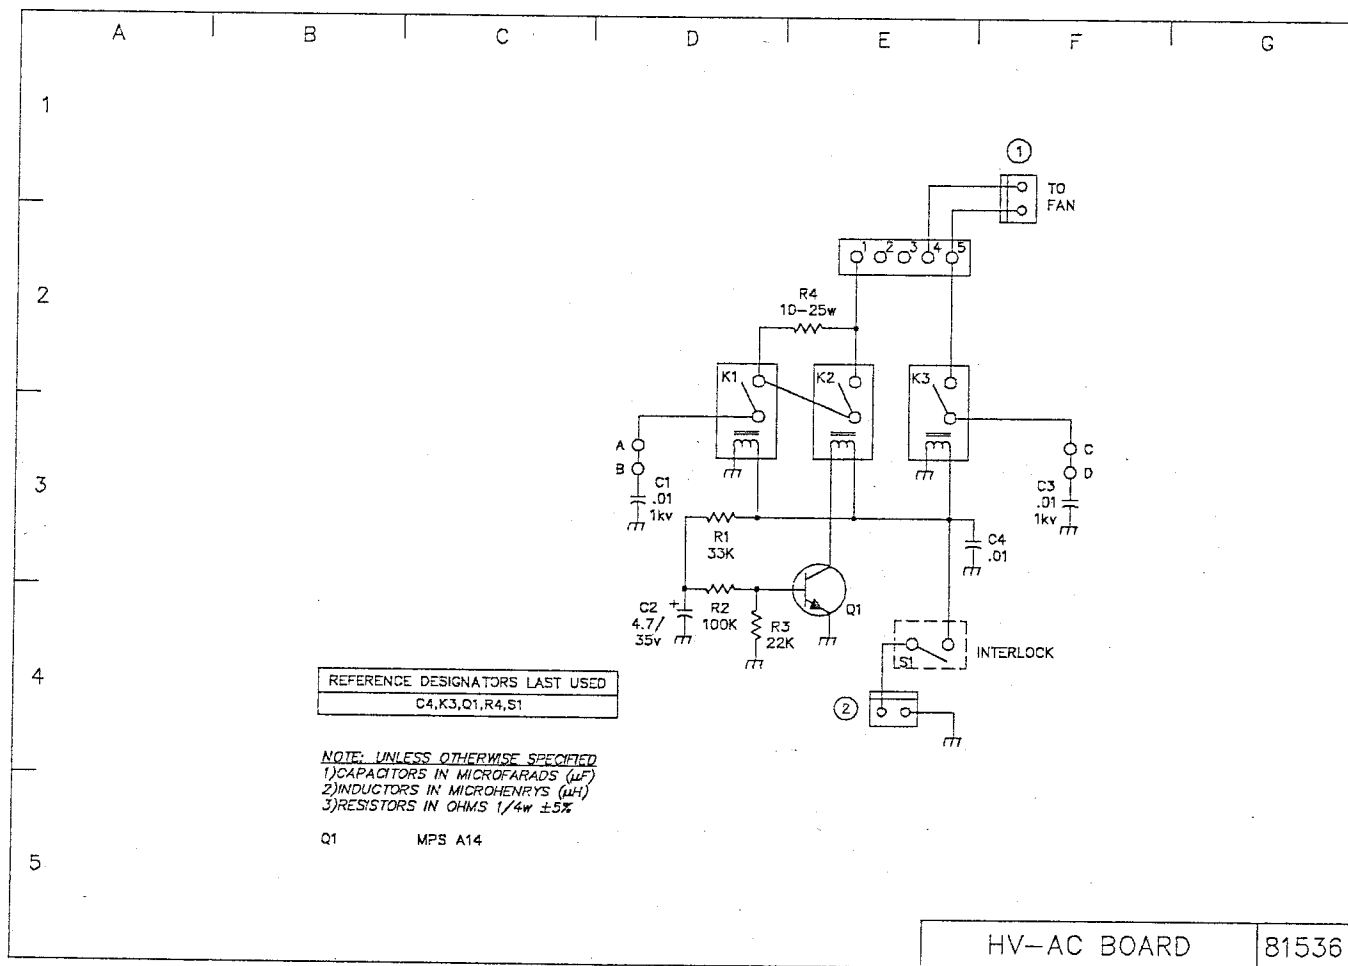 A B C D E F G
1
1
TO
FAN
1 2 3 4 5
2
R4
10-25w
K1 K2 K3
A
B
C
D
3
C1
.01
1kv
C3
.01
1kv
R1
33K
C4
.01
C2
+
4.7/
35v
R2
100K
R3
22K
Q1
INTERLOCK
S1
4
2
REFERENCE DESIGNATORS LAST USED
C4,K3,Q1,R4,S1
NOTE: UNLESS OTHERWISE SPECIFIED
1)CAPACITORS IN MICROFARADS (µF)
2)INDUCTORS IN MICROHENRYS (µH)
3)RESISTORS IN OHMS 1/4w ±5%
Q1 MPS A14
5
HV-AC BOARD 81536